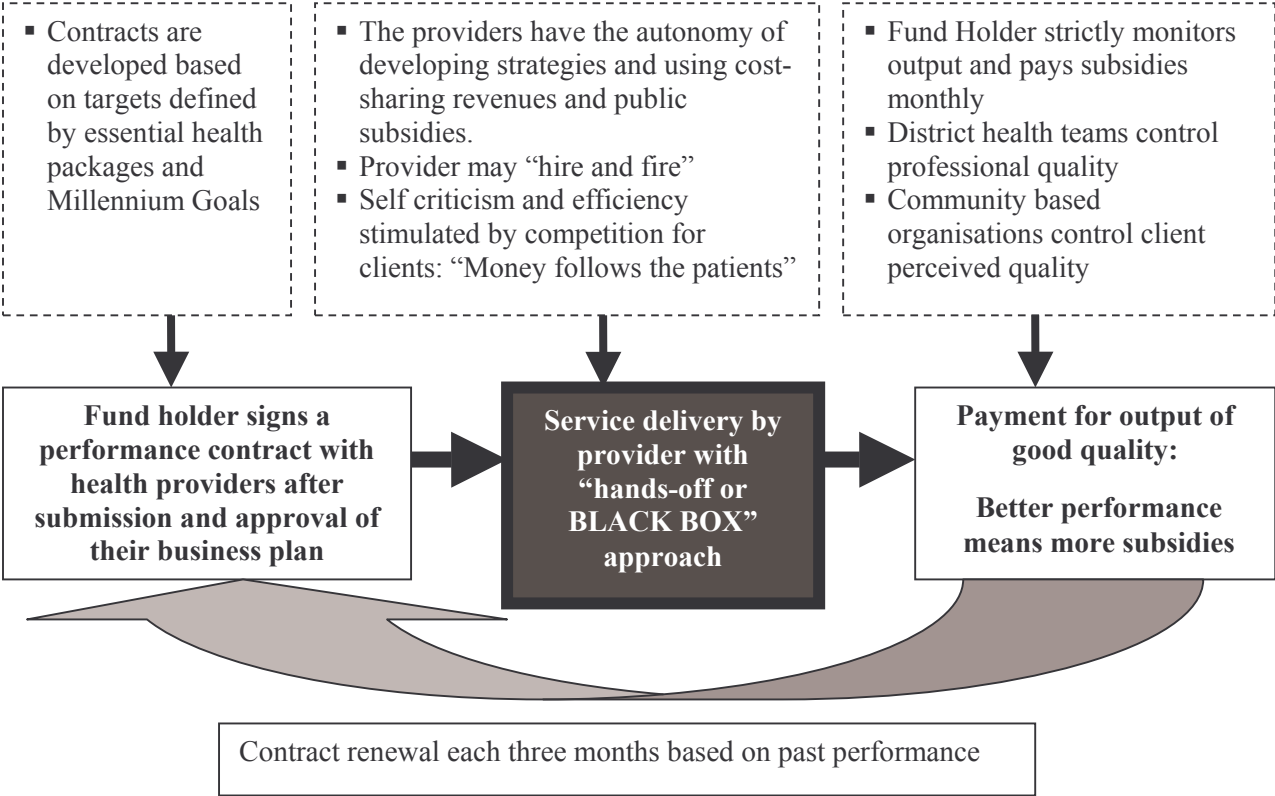 ▪ Contracts are
developed based
on targets defined
by essential health
packages and
Millennium Goals
▪ The providers have the autonomy of
developing strategies and using cost-
sharing revenues and public
subsidies.
▪ Provider may “hire and fire”
▪ Self criticism and efficiency
stimulated by competition for
clients: “Money follows the patients”
▪ Fund Holder strictly monitors
output and pays subsidies
monthly
▪ District health teams control
professional quality
▪ Community based
organisations control client
perceived quality
Fund holder signs a
performance contract with
health providers after
submission and approval of
their business plan
Service delivery by
provider with
“hands-off or
BLACK BOX”
approach
Payment for output of
good quality:
Better performance
means more subsidies
Contract renewal each three months based on past performance